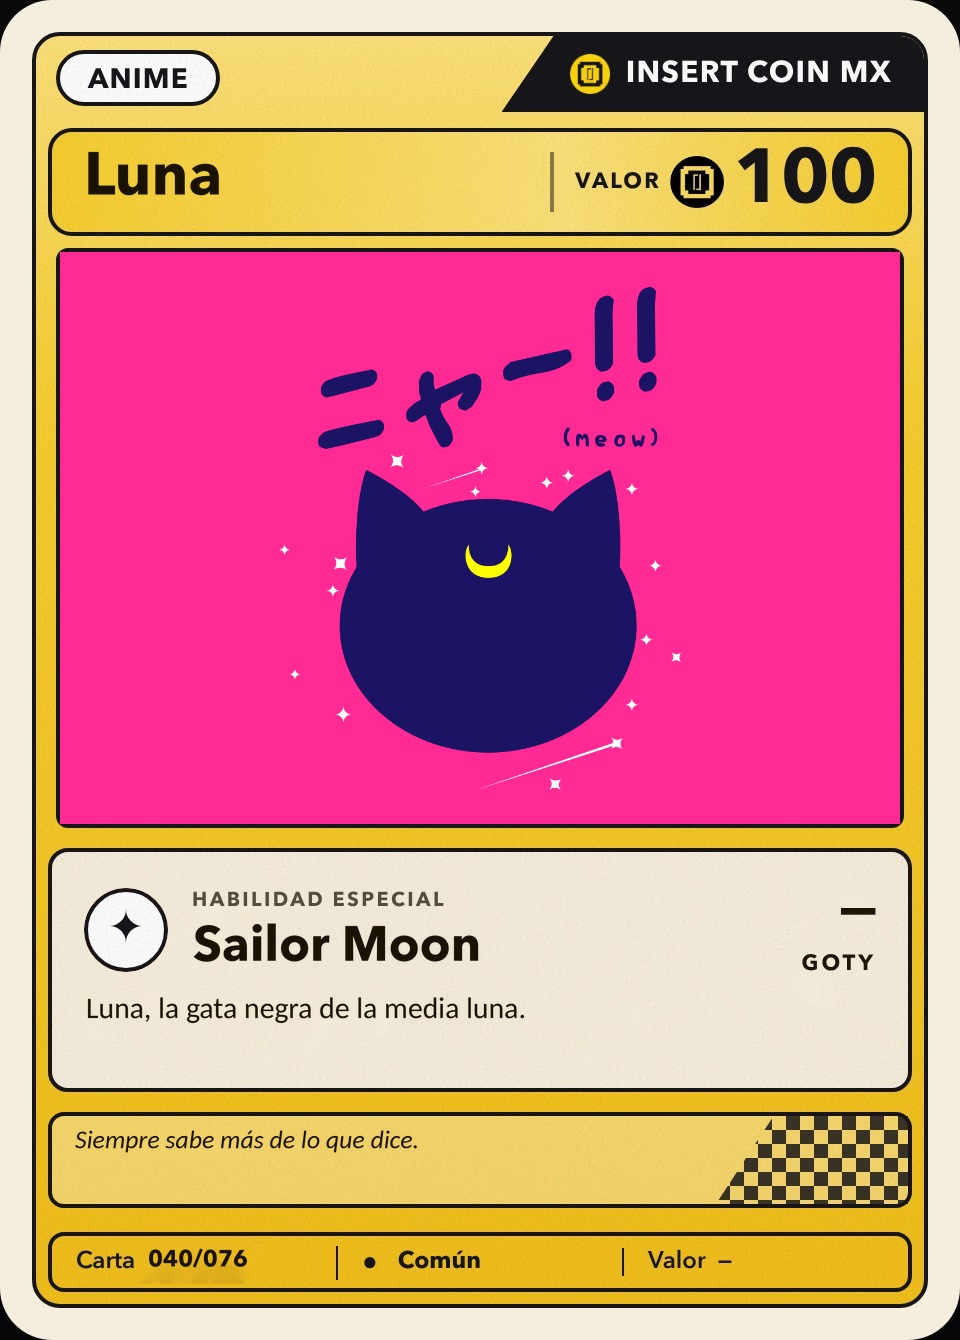 ANIME
INSERT COIN MX
Luna
VALOR 100
ニャー!!
(meow)
HABILIDAD ESPECIAL
Sailor Moon
—
GOTY
Luna, la gata negra de la media luna.
Siempre sabe más de lo que dice.
Carta 040/076 ● Común Valor –